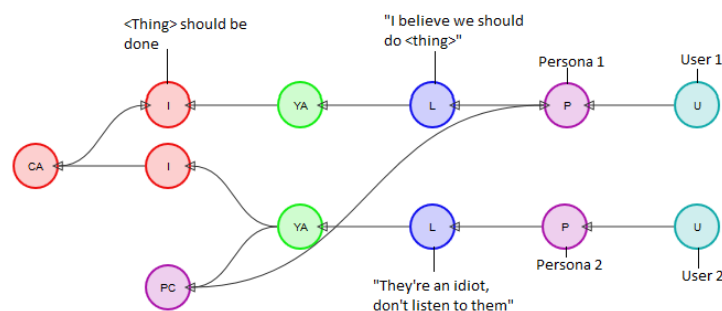 <Thing> should be
done
"I believe we should
do <thing>"
Persona 1
User 1
I
YA
L
P
U
CA
I
YA
L
P
U
Persona 2
User 2
PC
"They're an idiot,
don't listen to them"